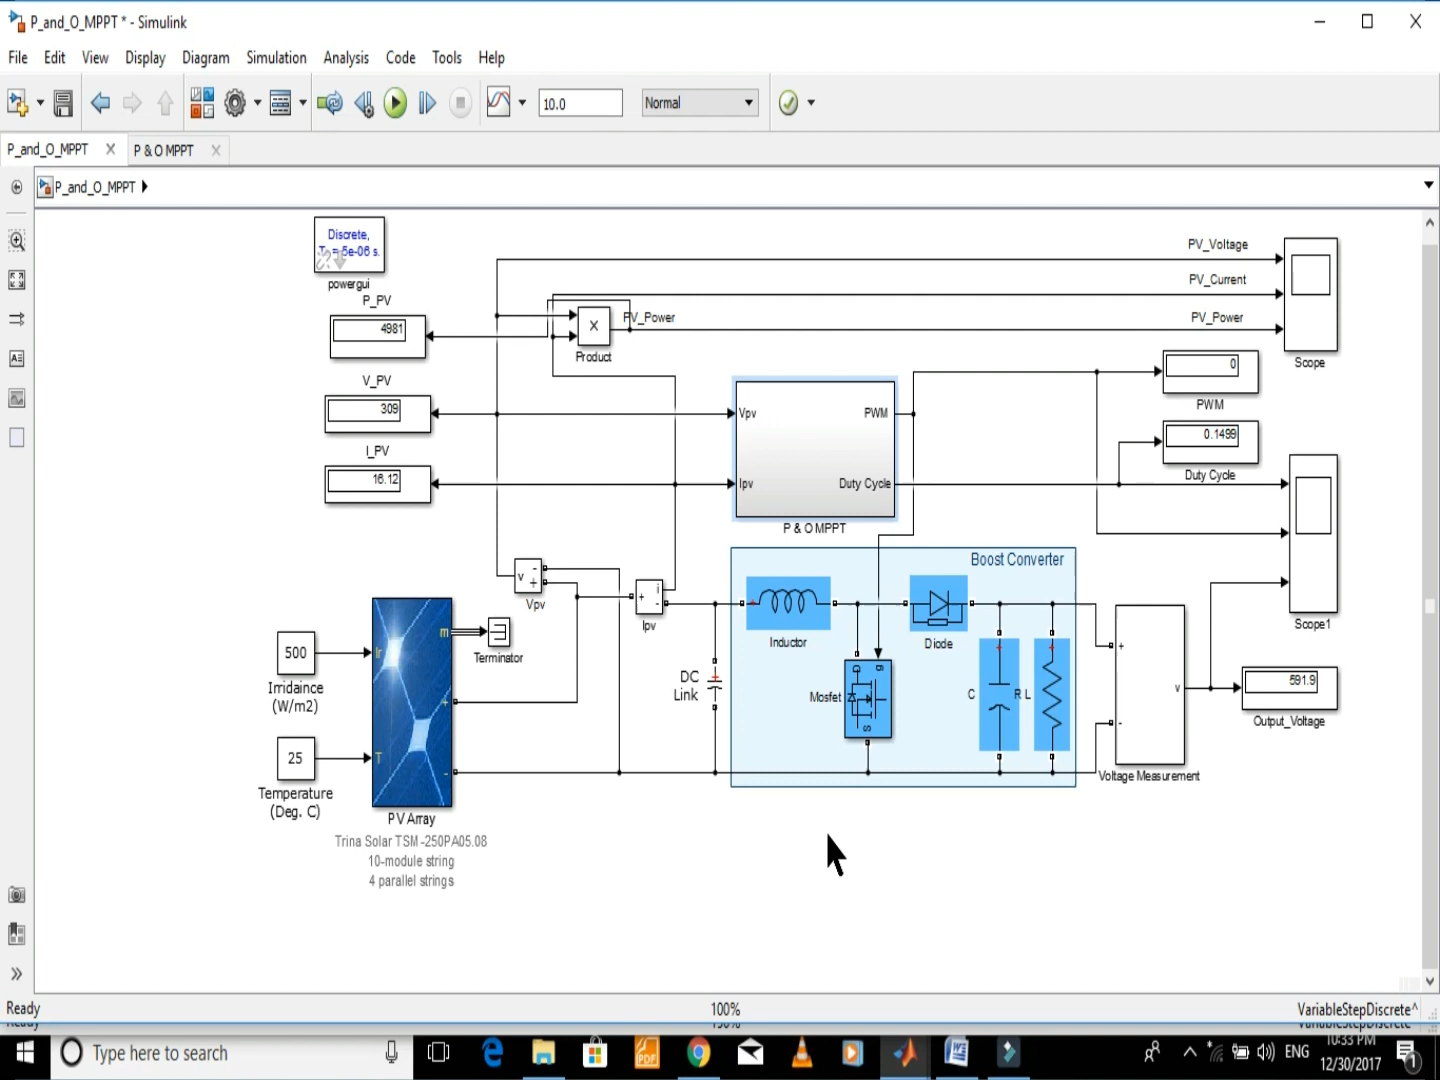 P_and_O_MPPT * - Simulink
File Edit View Display Diagram Simulation Analysis Code Tools Help
10.0 Normal
P_and_O_MPPT P & O MPPT
P_and_O_MPPT
Discrete,
5e-06 s.
powergui
P_PV
4981
V_PV
309
I_PV
16.12
PV_Voltage
PV_Current
PV_Power
PV_Power
X
Product
Scope
0
PWM
0.1499
Duty Cycle
Vpv PWM
Ipv Duty Cycle
P & O MPPT
Scope1
v - +
Vpv
+ i -
Ipv
Boost Converter
Inductor
Diode
Mosfet
g
D
S
C
R L
DC
Link
500
Irridaince
(W/m2)
25
Temperature
(Deg. C)
Ir
T
m
+
-
Terminator
PV Array
Trina Solar TSM-250PA05.08
10-module string
4 parallel strings
+
-
v
Voltage Measurement
591.9
Output_Voltage
Ready 100% VariableStepDiscrete
Type here to search
ENG
10:33 PM
12/30/2017
1